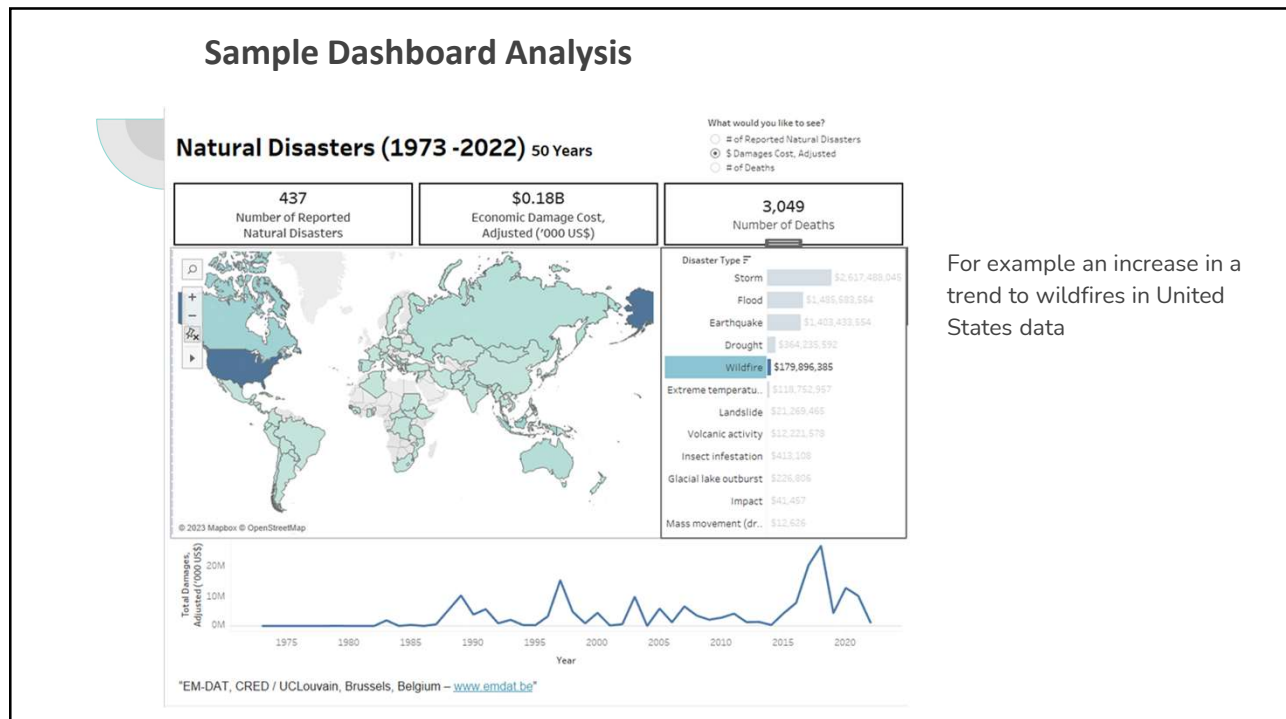 Sample Dashboard Analysis
What would you like to see?
# of Reported Natural Disasters
$ Damages Cost, Adjusted
# of Deaths
Natural Disasters (1973 -2022) 50 Years
437
Number of Reported
Natural Disasters
$0.18B
Economic Damage Cost,
Adjusted ('000 US$)
3,049
Number of Deaths
Disaster Type
Storm $2,617,488,045
Flood
Earthquake $1,403,433,554
Drought $364,235,592
Wildfire $179,896,385
Extreme temperatu.. $118,752,957
Landslide $21,269,465
Volcanic activity $12,221,578
Insect infestation $413,108
Glacial lake outburst $226,806
Impact $41,457
Mass movement (dr.. $12,626
© 2023 Mapbox © OpenStreetMap
For example an increase in a
trend to wildfires in United
States data
Total Damages,
Adjusted ('000 US$)
20M
10M
0M
1975 1980 1985 1990 1995 2000 2005 2010 2015 2020
Year
"EM-DAT, CRED / UCLouvain, Brussels, Belgium – www.emdat.be"